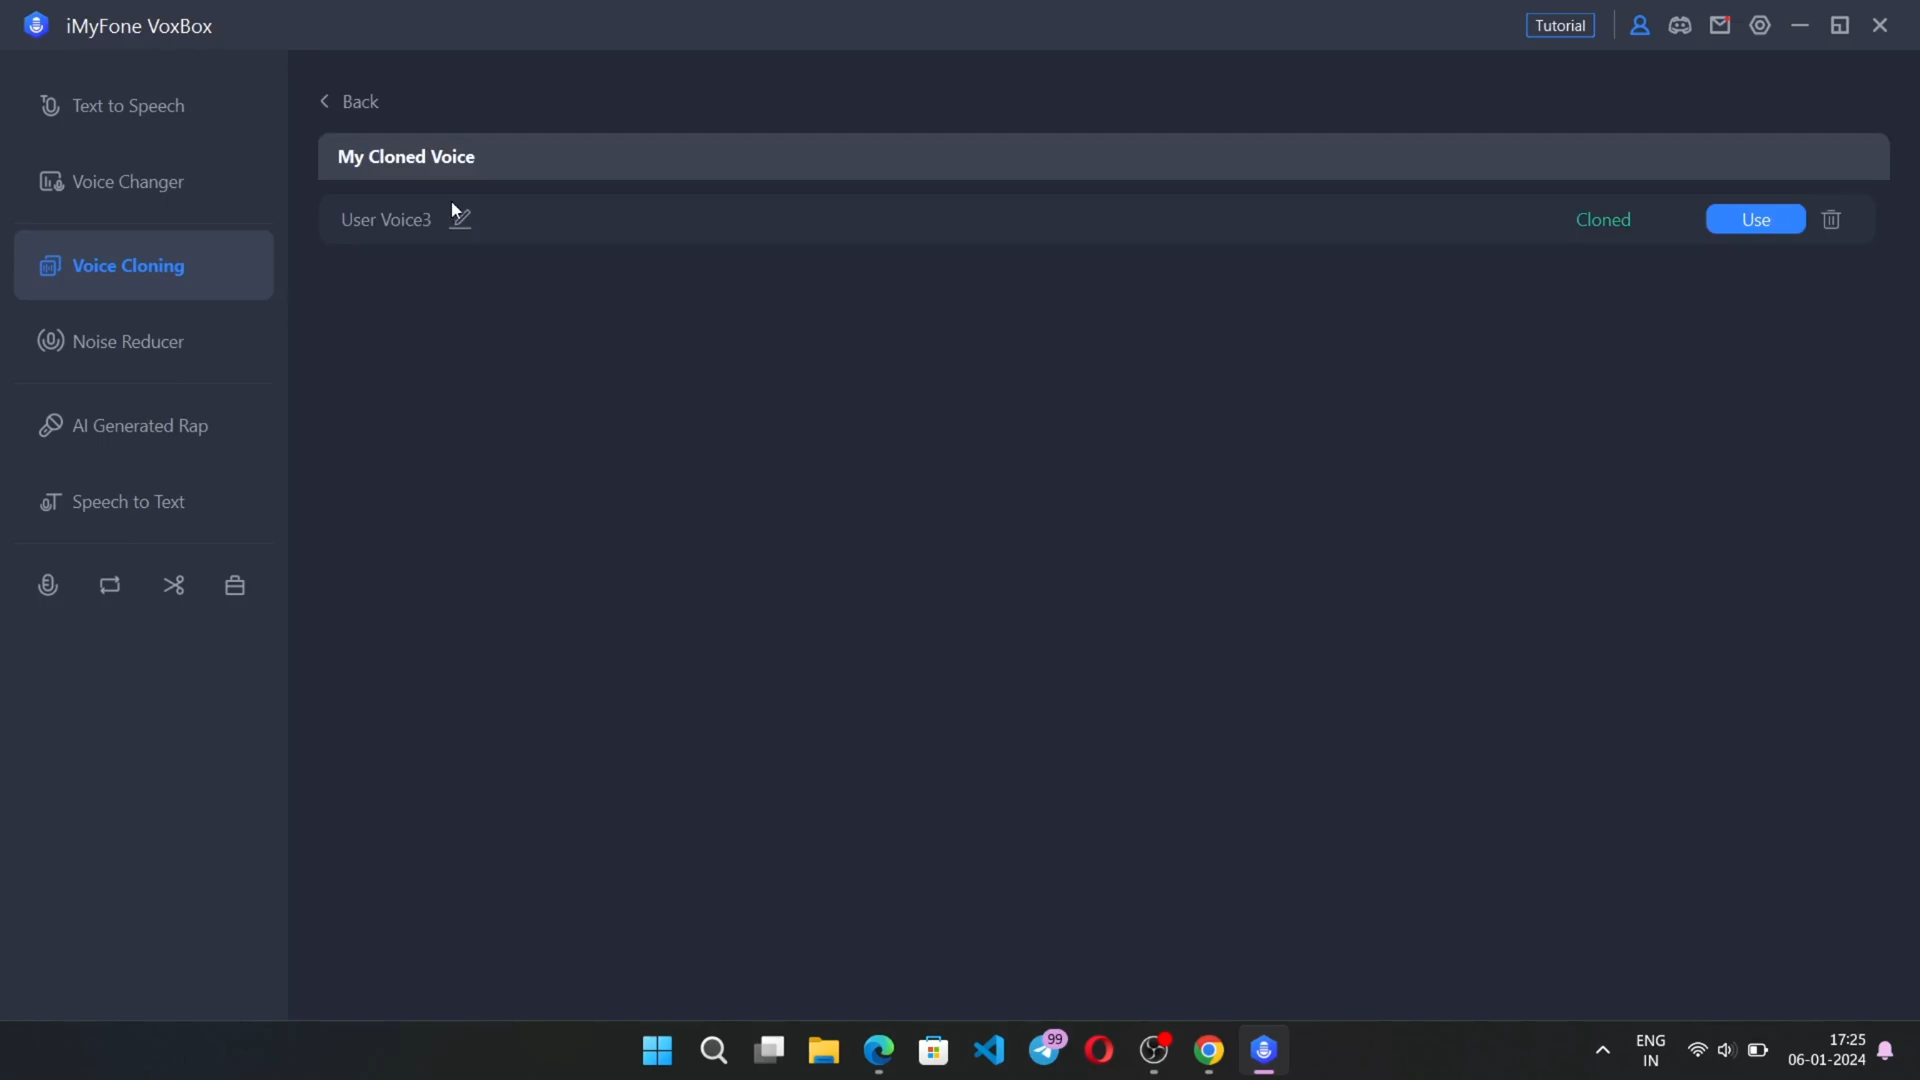 iMyFone VoxBox
Tutorial
Text to Speech
Voice Changer
Voice Cloning
Noise Reducer
AI Generated Rap
Speech to Text
Back
My Cloned Voice
User Voice3
Cloned
Use
99
ENG
IN
17:25
06-01-2024